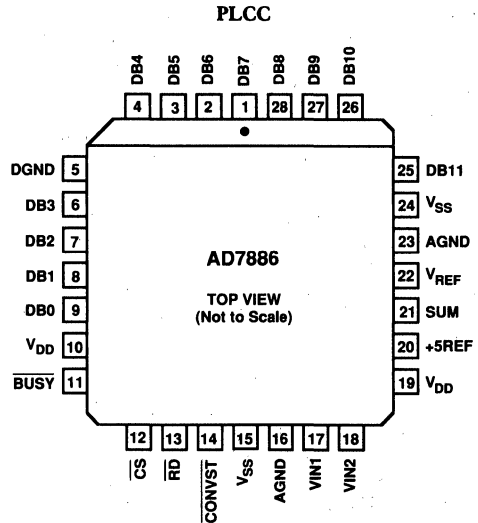 PLCC
DB4 DB5 DB6 DB7 DB8 DB9 DB10
4 3 2 1 28 27 26
DGND 5 25 DB11
DB3 6 24 VSS
DB2 7 23 AGND
DB1 8 22 VREF
DB0 9 21 SUM
VDD 10 20 +5REF
BUSY 11 19 VDD
AD7886
TOP VIEW
(Not to Scale)
12 13 14 15 16 17 18
CS RD CONVST VSS AGND VIN1 VIN2